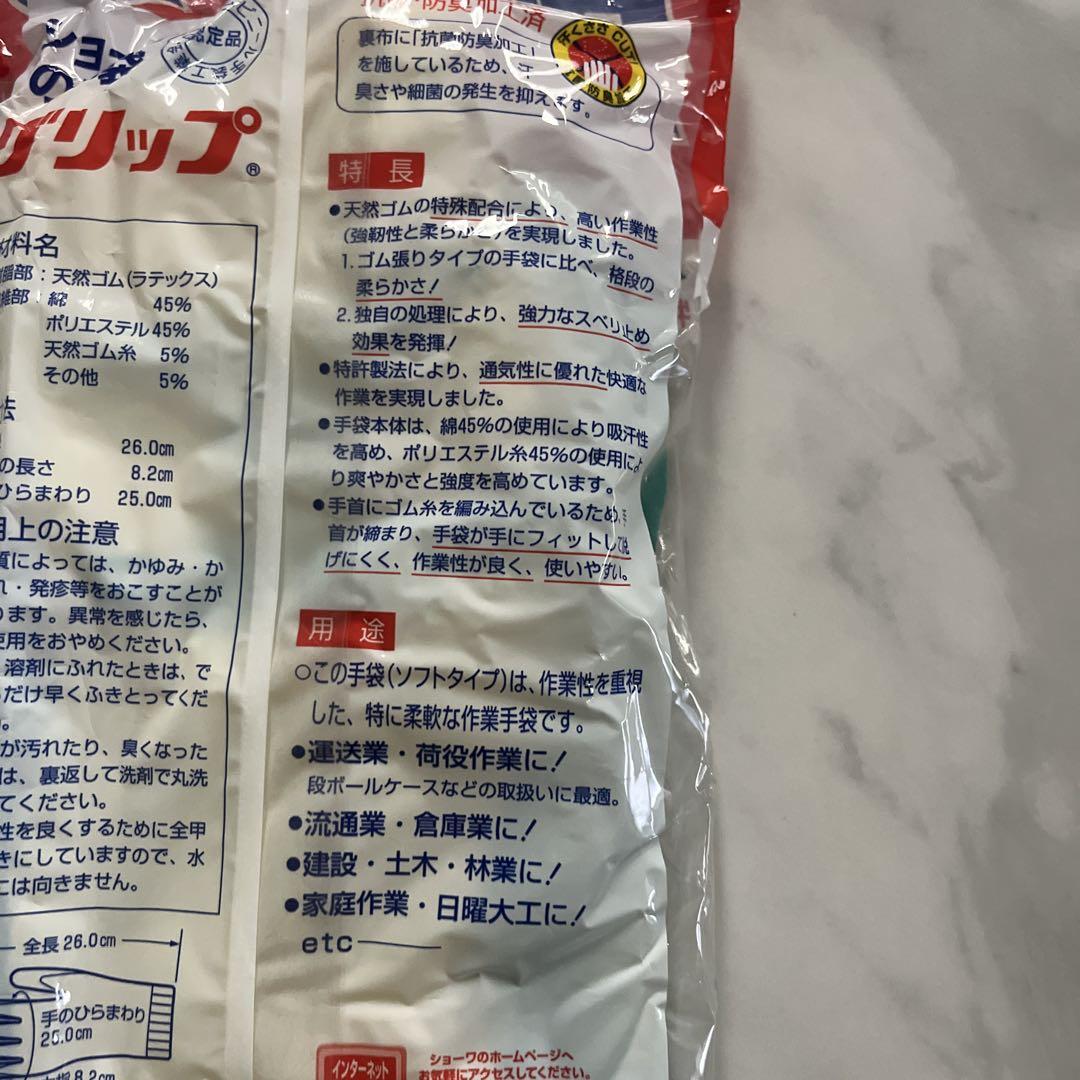 認定品
グリップ®
材料名
天然ゴム(ラテックス)
綿 45%
ポリエステル 45%
天然ゴム糸 5%
その他 5%
26.0cm
の長さ 8.2cm
ひらまわり 25.0cm
用上の注意
質によっては、かゆみ・か
れ・発疹等をおこすことが
ります。異常を感じたら、
使用をおやめください。
溶剤にふれたときは、で
だけ早くふきとってくだ
が汚れたり、臭くなった
は、裏返して洗剤で丸洗
てください。
性を良くするために全甲
きにしていますので、水
には向きません。
全長 26.0cm
手のひらまわり
25.0cm
8.2cm
防臭加工済
裏布に「抗菌防臭加工」
を施しているため、汗
臭さや細菌の発生を抑えます。
汗くささ CUT
防臭
特長
●天然ゴムの特殊配合により、高い作業性
(強靭性と柔らかさ)を実現しました。
1.ゴム張りタイプの手袋に比べ、格段の
柔らかさ!
2.独自の処理により、強力なスベリ止め
効果を発揮!
●特許製法により、通気性に優れた快適な
作業を実現しました。
●手袋本体は、綿45%の使用により吸汗性
を高め、ポリエステル糸45%の使用によ
り爽やかさと強度を高めています。
●手首にゴム糸を編み込んでいるため、手
首が締まり、手袋が手にフィットして脱
げにくく、作業性が良く、使いやすい。
用途
○この手袋(ソフトタイプ)は、作業性を重視
した、特に柔軟な作業手袋です。
●運送業・荷役作業に!
段ボールケースなどの取扱いに最適。
●流通業・倉庫業に!
●建設・土木・林業に!
●家庭作業・日曜大工に!
etc
インターネット
ショーワのホームページへ
お気軽にアクセスしてください。